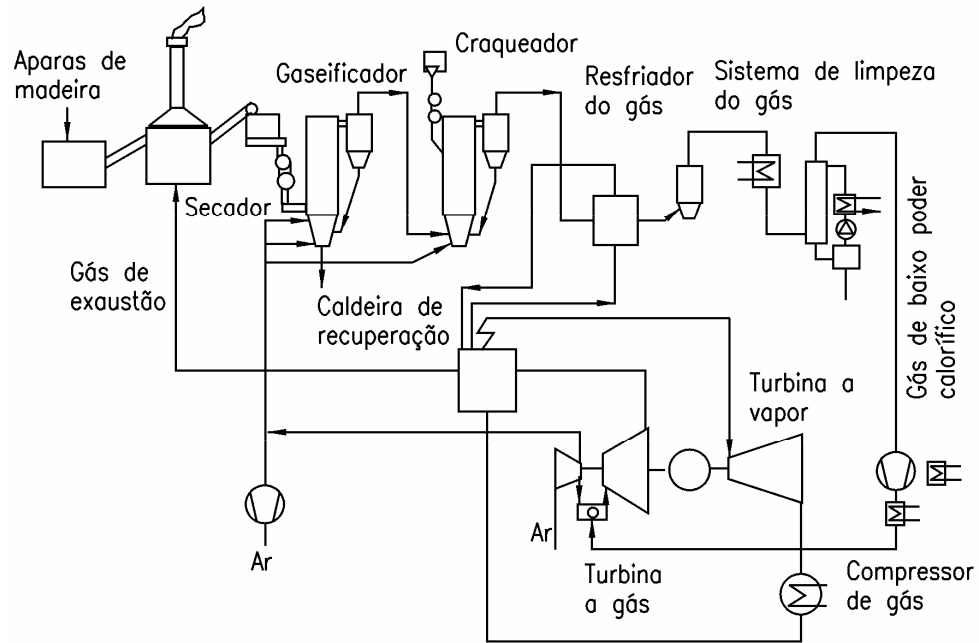 Aparas de
madeira
Gaseificador
Craqueador
Resfriador
do gás
Sistema de limpeza
do gás
Secador
Gás de
exaustão
Caldeira de
recuperação
Gás de baixo poder
calorífico
Turbina a
vapor
Ar
Ar
Turbina
a gás
Compressor
de gás